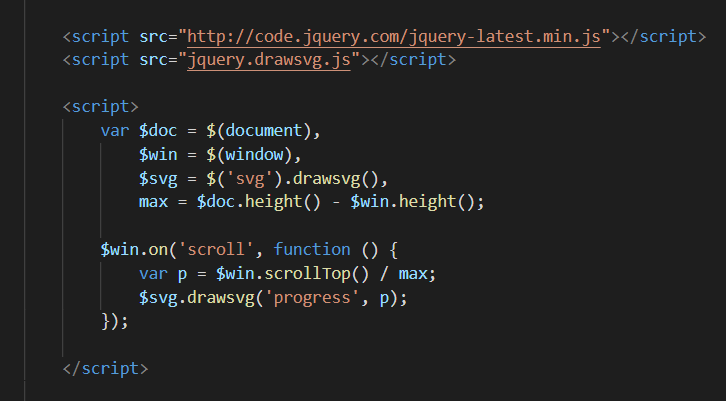 <script src="http://code.jquery.com/jquery-latest.min.js"></script>
<script src="jquery.drawsvg.js"></script>
<script>
var $doc = $(document),
$win = $(window),
$svg = $('svg').drawsvg(),
max = $doc.height() - $win.height();
$win.on('scroll', function () {
var p = $win.scrollTop() / max;
$svg.drawsvg('progress', p);
});
</script>